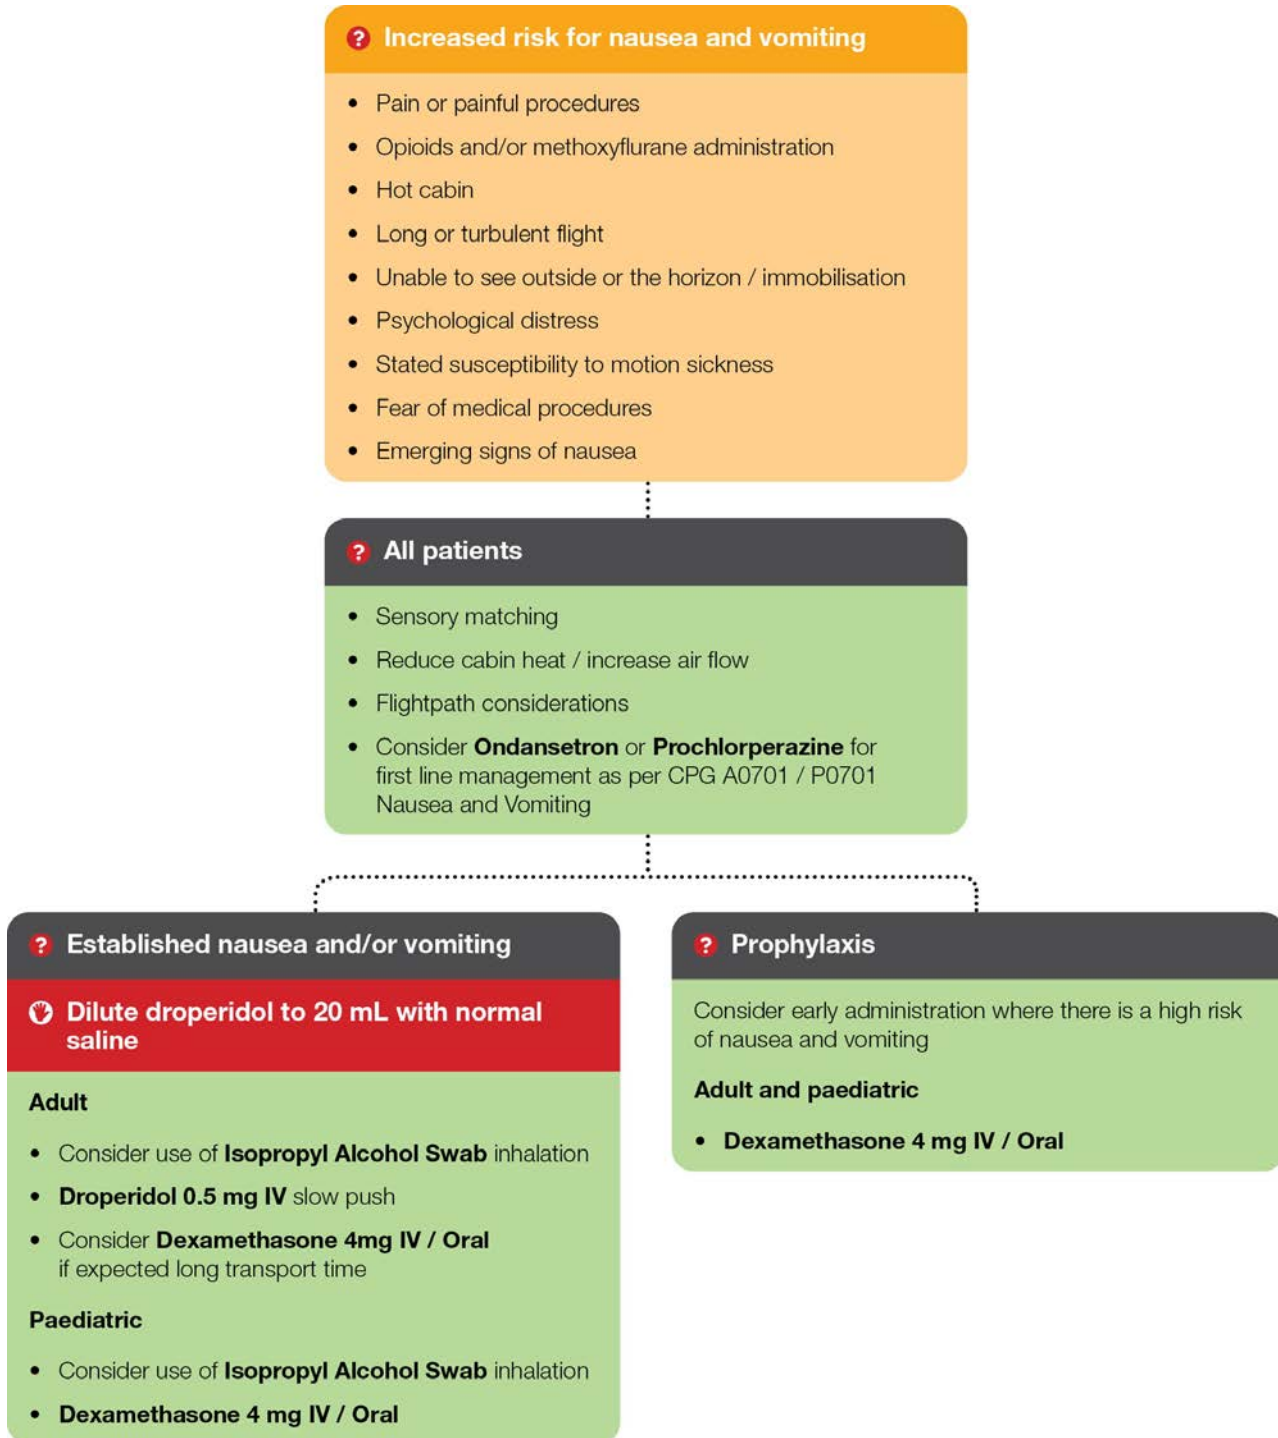 Increased risk for nausea and vomiting
• Pain or painful procedures
• Opioids and/or methoxyflurane administration
• Hot cabin
• Long or turbulent flight
• Unable to see outside or the horizon / immobilisation
• Psychological distress
• Stated susceptibility to motion sickness
• Fear of medical procedures
• Emerging signs of nausea
All patients
• Sensory matching
• Reduce cabin heat / increase air flow
• Flightpath considerations
• Consider Ondansetron or Prochlorperazine for
first line management as per CPG A0701 / P0701
Nausea and Vomiting
Established nausea and/or vomiting
Dilute droperidol to 20 mL with normal
saline
Adult
• Consider use of Isopropyl Alcohol Swab inhalation
• Droperidol 0.5 mg IV slow push
• Consider Dexamethasone 4mg IV / Oral
if expected long transport time
Paediatric
• Consider use of Isopropyl Alcohol Swab inhalation
• Dexamethasone 4 mg IV / Oral
Prophylaxis
Consider early administration where there is a high risk
of nausea and vomiting
Adult and paediatric
• Dexamethasone 4 mg IV / Oral